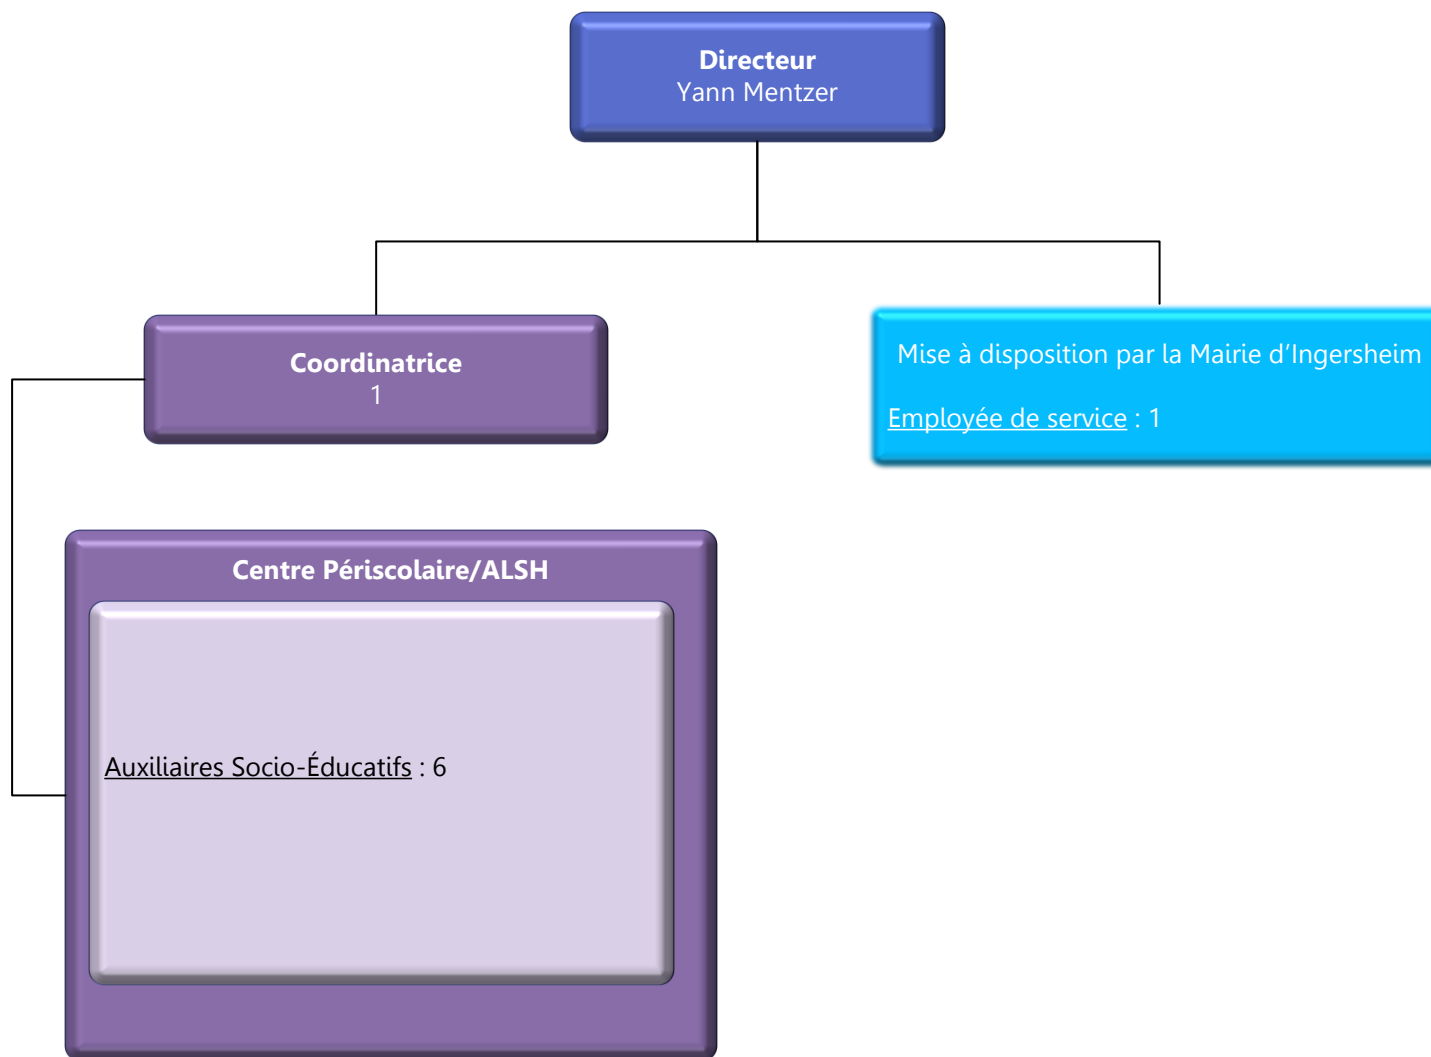 Directeur
Yann Mentzer
Coordinatrice
1
Mise à disposition par la Mairie d’Ingersheim
Employée de service : 1
Centre Périscolaire/ALSH
Auxiliaires Socio-Éducatifs : 6